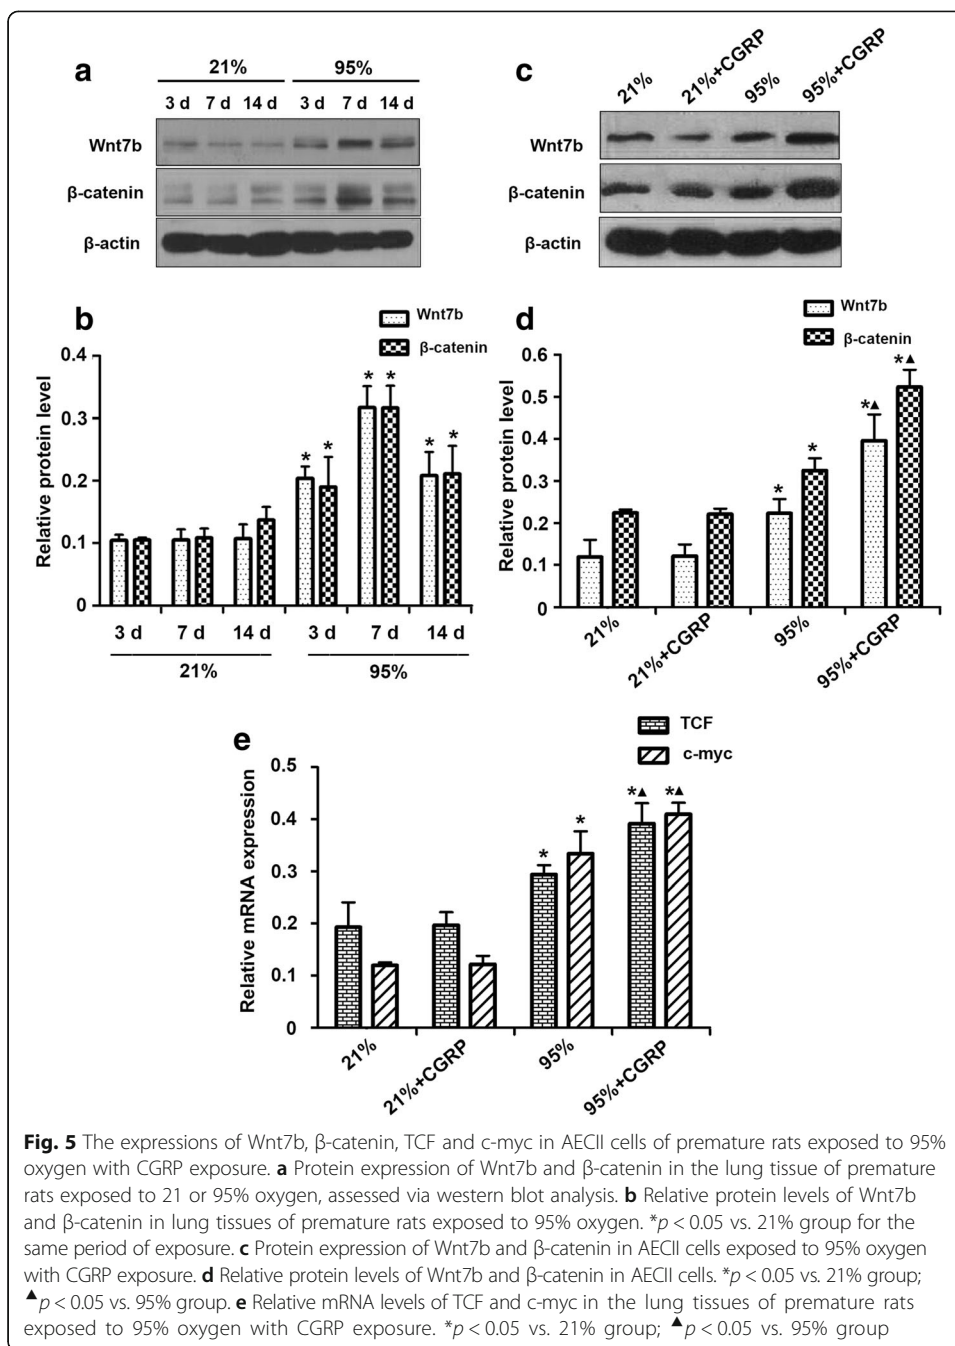 a
21%
95%
3 d 7 d 14 d 3 d 7 d 14 d
Wnt7b
β-catenin
β-actin
c
21%
21%+CGRP
95%
95%+CGRP
Wnt7b
β-catenin
β-actin
b
Wnt7b
β-catenin
Relative protein level
0.4
0.3
0.2
0.1
0
* * * * * *
3 d 7 d 14 d 3 d 7 d 14 d
21% 95%
d
Wnt7b
β-catenin
Relative protein level
0.6
0.5
0.4
0.3
0.2
0.1
0
* * *▲ *▲
21%
21%+CGRP
95%
95%+CGRP
e
TCF
c-myc
Relative mRNA expression
0.5
0.4
0.3
0.2
0.1
0
* * *▲ *▲
21%
21%+CGRP
95%
95%+CGRP
Fig. 5 The expressions of Wnt7b, β-catenin, TCF and c-myc in AECII cells of premature rats exposed to 95%
oxygen with CGRP exposure. a Protein expression of Wnt7b and β-catenin in the lung tissue of premature
rats exposed to 21 or 95% oxygen, assessed via western blot analysis. b Relative protein levels of Wnt7b
and β-catenin in lung tissues of premature rats exposed to 95% oxygen. *p < 0.05 vs. 21% group for the
same period of exposure. c Protein expression of Wnt7b and β-catenin in AECII cells exposed to 95% oxygen
with CGRP exposure. d Relative protein levels of Wnt7b and β-catenin in AECII cells. *p < 0.05 vs. 21% group;
▲p < 0.05 vs. 95% group. e Relative mRNA levels of TCF and c-myc in the lung tissues of premature rats
exposed to 95% oxygen with CGRP exposure. *p < 0.05 vs. 21% group; ▲p < 0.05 vs. 95% group